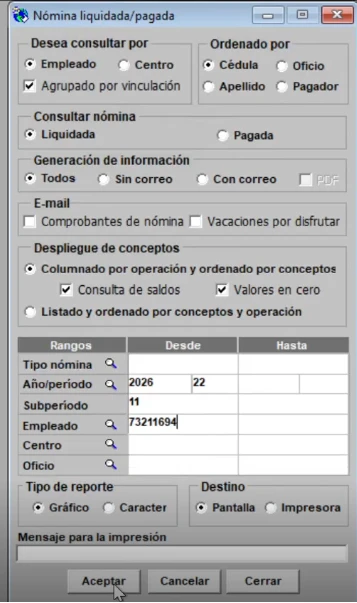 Nómina liquidada/pagada
Desea consultar por
Empleado Centro
Agrupado por vinculación
Ordenado por
Cédula Oficio
Apellido Pagador
Consultar nómina
Liquidada Pagada
Generación de información
Todos Sin correo Con correo PDF
E-mail
Comprobantes de nómina Vacaciones por disfrutar
Despliegue de conceptos
Columnado por operación y ordenado por conceptos
Consulta de saldos Valores en cero
Listado y ordenado por conceptos y operación
Rangos Desde Hasta
Tipo nómina
Año/período 2026 22
Subperíodo 11
Empleado 73211694
Centro
Oficio
Tipo de reporte
Gráfico Caracter
Destino
Pantalla Impresora
Mensaje para la impresión
Aceptar Cancelar Cerrar